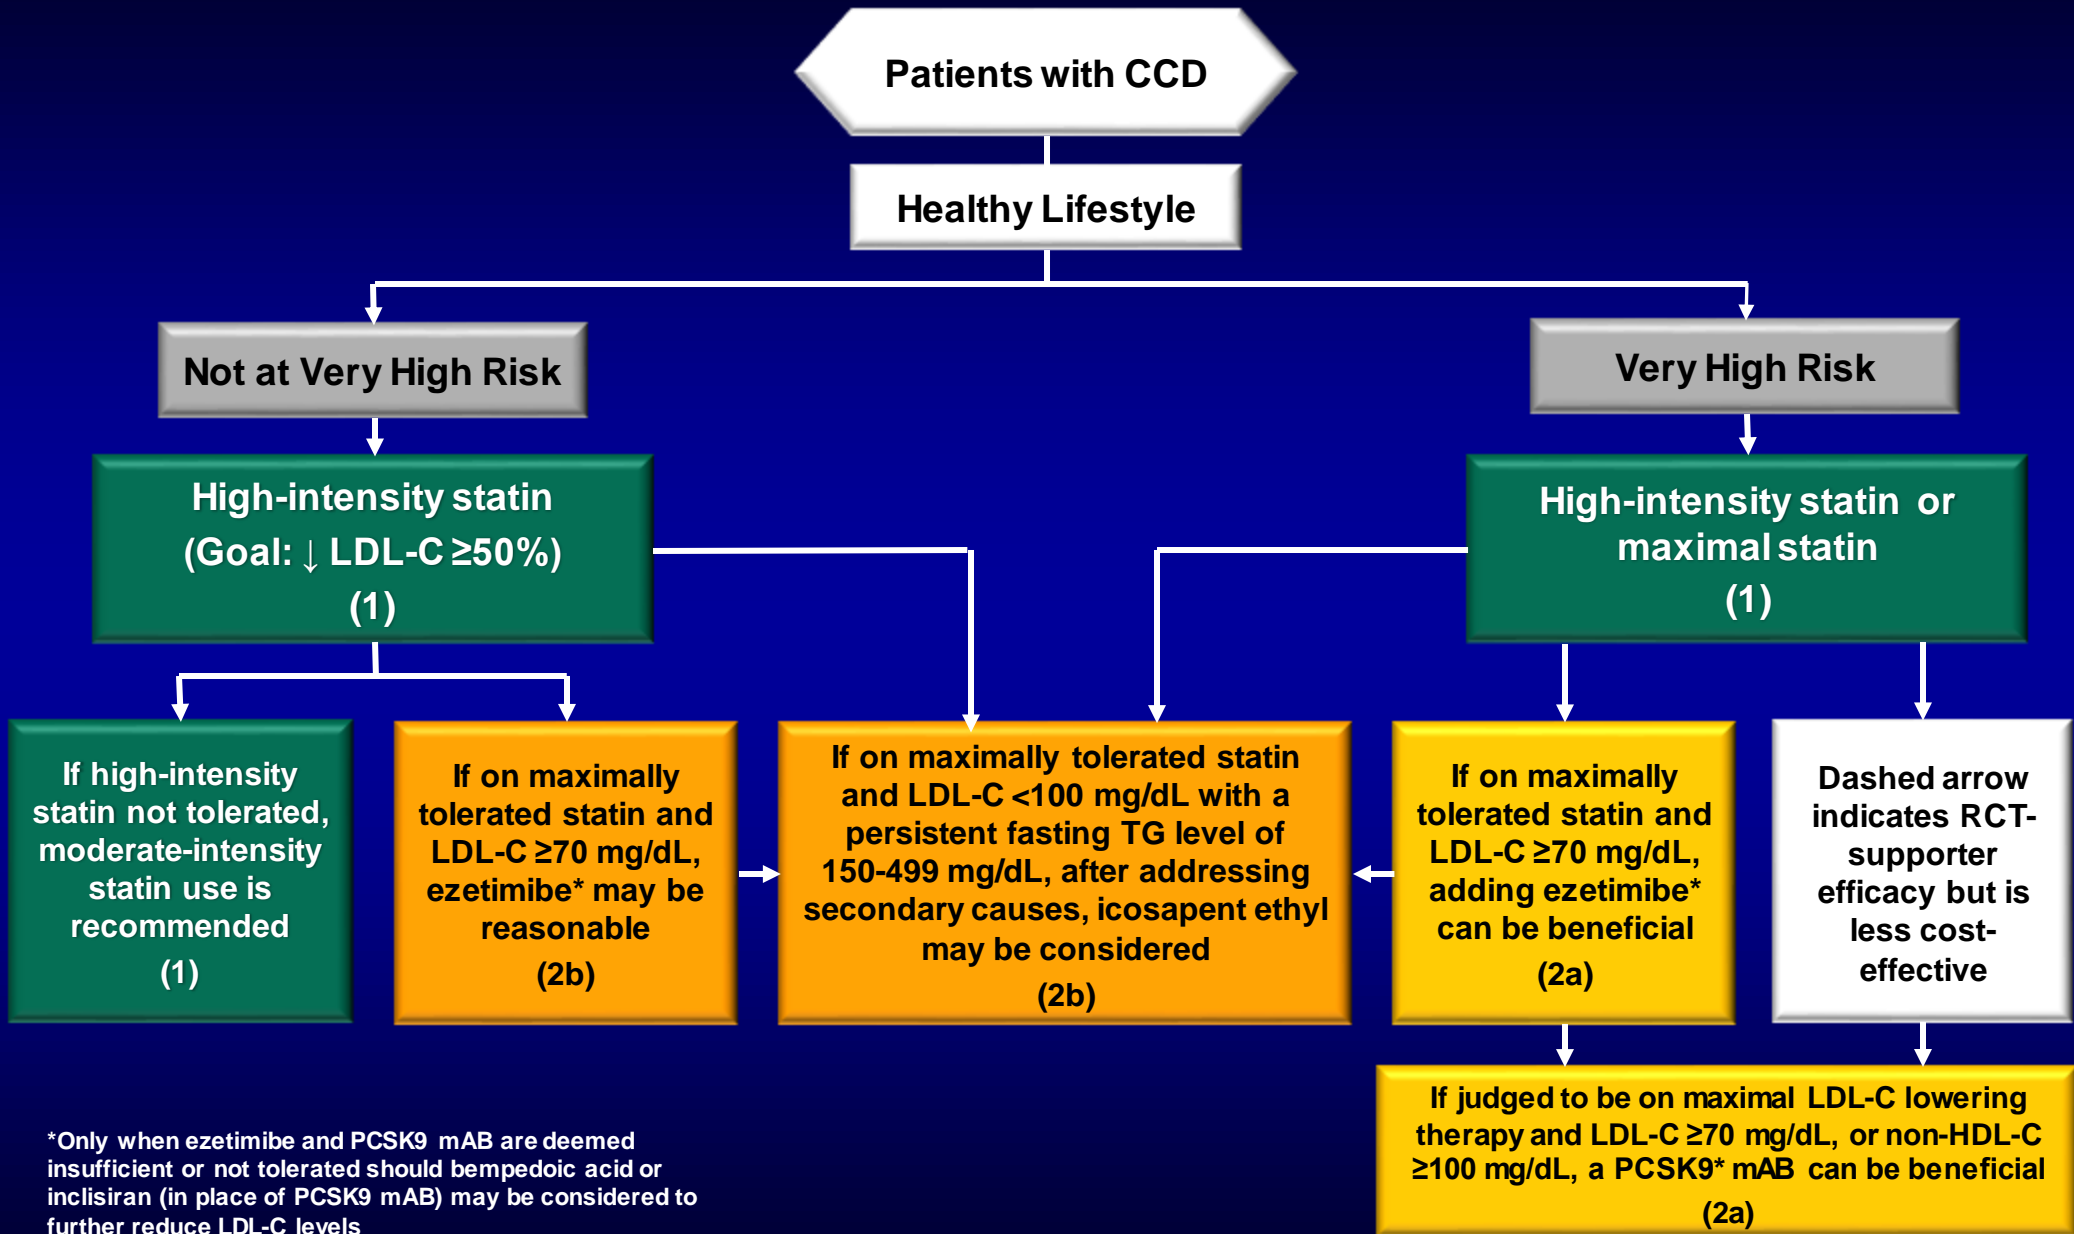 Patients with CCD
Healthy Lifestyle
Not at Very High Risk
Very High Risk
High-intensity statin
(Goal: ↓ LDL-C ≥50%)
(1)
High-intensity statin or
maximal statin
(1)
If high-intensity
statin not tolerated,
moderate-intensity
statin use is
recommended
(1)
If on maximally
tolerated statin and
LDL-C ≥70 mg/dL,
ezetimibe* may be
reasonable
(2b)
If on maximally tolerated statin
and LDL-C <100 mg/dL with a
persistent fasting TG level of
150-499 mg/dL, after addressing
secondary causes, icosapent ethyl
may be considered
(2b)
If on maximally
tolerated statin and
LDL-C ≥70 mg/dL,
adding ezetimibe*
can be beneficial
(2a)
Dashed arrow
indicates RCT-
supporter
efficacy but is
less cost-
effective
If judged to be on maximal LDL-C lowering
therapy and LDL-C ≥70 mg/dL, or non-HDL-C
≥100 mg/dL, a PCSK9* mAB can be beneficial
(2a)
*Only when ezetimibe and PCSK9 mAB are deemed
insufficient or not tolerated should bempedoic acid or
inclisiran (in place of PCSK9 mAB) may be considered to
further reduce LDL-C levels